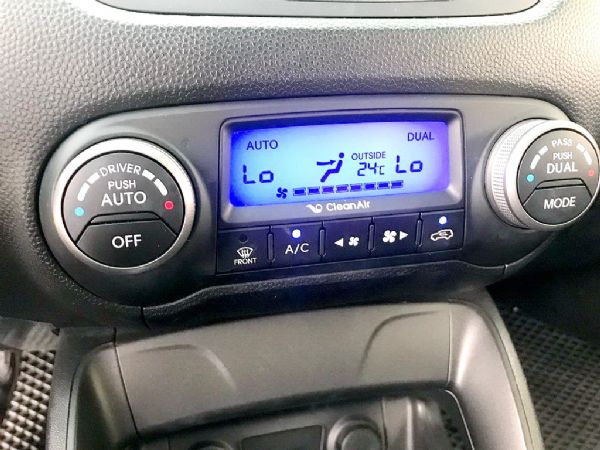 AUTO DUAL
OUTSIDE
Lo 24c Lo
CleanAir
DRIVER
PUSH
AUTO
OFF
FRONT
A/C
PASS
PUSH
DUAL
MODE